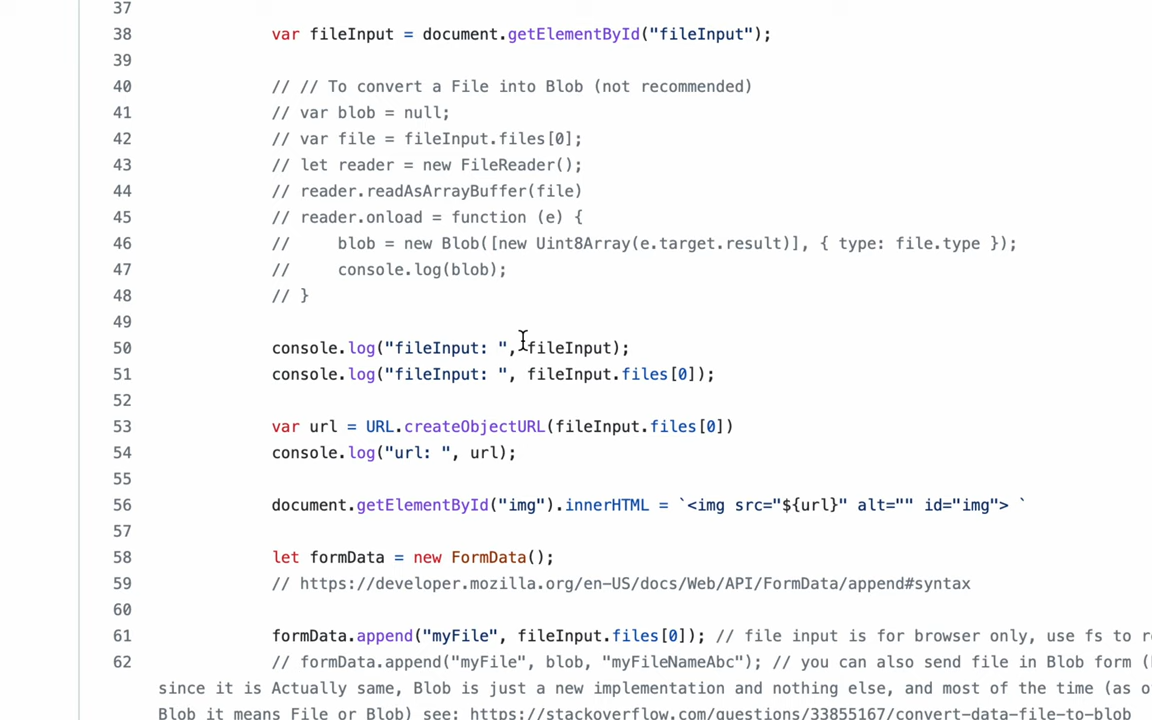 37
38 var fileInput = document.getElementById("fileInput");
39
40 // // To convert a File into Blob (not recommended)
41 // var blob = null;
42 // var file = fileInput.files[0];
43 // let reader = new FileReader();
44 // reader.readAsArrayBuffer(file)
45 // reader.onload = function (e) {
46 //     blob = new Blob([new Uint8Array(e.target.result)], { type: file.type });
47 //     console.log(blob);
48 // }
49
50 console.log("fileInput: ", fileInput);
51 console.log("fileInput: ", fileInput.files[0]);
52
53 var url = URL.createObjectURL(fileInput.files[0])
54 console.log("url: ", url);
55
56 document.getElementById("img").innerHTML = `<img src="${url}" alt="" id="img"> `
57
58 let formData = new FormData();
59 // https://developer.mozilla.org/en-US/docs/Web/API/FormData/append#syntax
60
61 formData.append("myFile", fileInput.files[0]); // file input is for browser only, use fs to
62 // formData.append("myFile", blob, "myFileNameAbc"); // you can also send file in Blob form (
since it is Actually same, Blob is just a new implementation and nothing else, and most of the time (as
Blob it means File or Blob) see: https://stackoverflow.com/questions/33855167/convert-data-file-to-blob